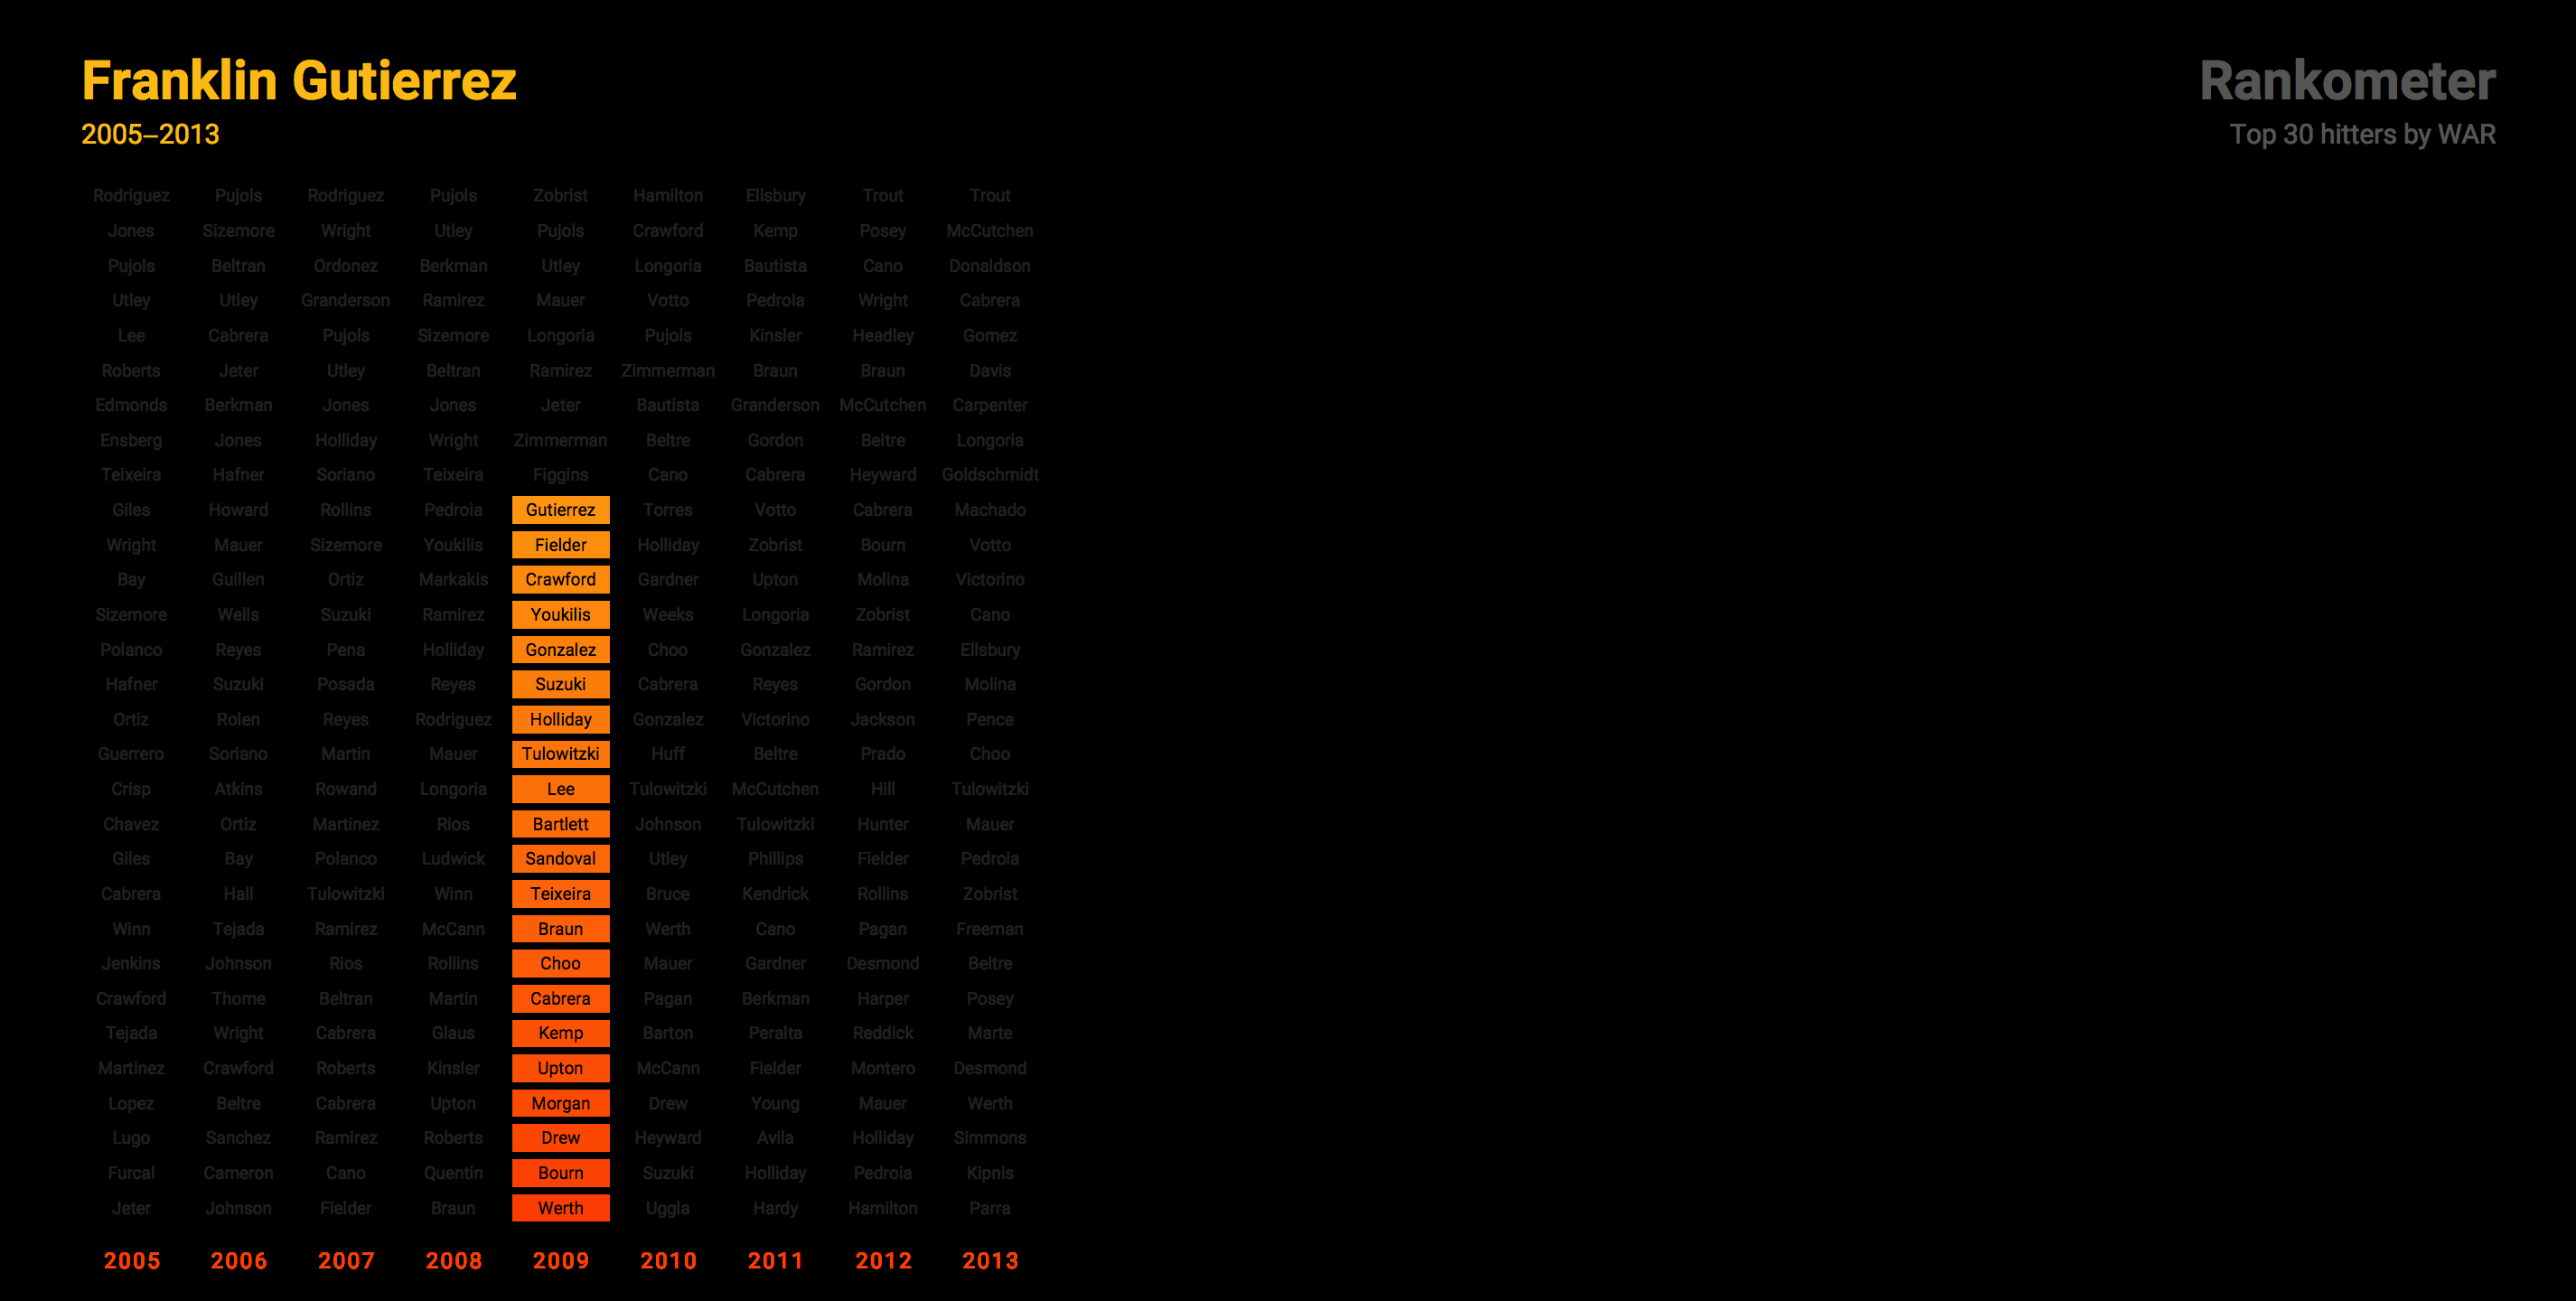 Franklin Gutierrez
2005–2013
Rankometer
Top 30 hitters by WAR
Rodriguez Pujols Rodriguez Pujols Zobrist Hamilton Ellsbury Trout Trout
Jones Sizemore Wright Utley Pujols Crawford Kemp Posey McCutchen
Pujols Beltran Ordonez Berkman Utley Longoria Bautista Cano Donaldson
Utley Utley Granderson Ramirez Mauer Votto Pedroia Wright Cabrera
Lee Cabrera Pujols Sizemore Longoria Pujols Kinsler Headley Gomez
Roberts Jeter Utley Beltran Ramirez Zimmerman Braun Braun Davis
Edmonds Berkman Jones Jones Jeter Bautista Granderson McCutchen Carpenter
Ensberg Jones Holliday Wright Zimmerman Beltre Gordon Beltre Longoria
Teixeira Hafner Soriano Teixeira Figgins Cano Cabrera Heyward Goldschmidt
Giles Howard Rollins Pedroia Gutierrez Torres Votto Cabrera Machado
Wright Mauer Sizemore Youkilis Fielder Holliday Zobrist Bourn Votto
Bay Guillen Ortiz Markakis Crawford Gardner Upton Molina Victorino
Sizemore Wells Suzuki Ramirez Youkilis Weeks Longoria Zobrist Cano
Polanco Reyes Pena Holliday Gonzalez Choo Gonzalez Ramirez Ellsbury
Hafner Suzuki Posada Reyes Suzuki Cabrera Reyes Gordon Molina
Ortiz Rolen Reyes Rodriguez Holliday Gonzalez Victorino Jackson Pence
Guerrero Soriano Martin Mauer Tulowitzki Huff Beltre Prado Choo
Crisp Atkins Rowand Longoria Lee Tulowitzki McCutchen Hill Tulowitzki
Chavez Ortiz Martinez Rios Bartlett Johnson Tulowitzki Hunter Mauer
Giles Bay Polanco Ludwick Sandoval Utley Phillips Fielder Pedroia
Cabrera Hall Tulowitzki Winn Teixeira Bruce Kendrick Rollins Zobrist
Winn Tejada Ramirez McCann Braun Werth Cano Pagan Freeman
Jenkins Johnson Rios Rollins Choo Mauer Gardner Desmond Beltre
Crawford Thome Beltran Martin Cabrera Pagan Berkman Harper Posey
Tejada Wright Cabrera Glaus Kemp Barton Peralta Reddick Marte
Martinez Crawford Roberts Kinsler Upton McCann Fielder Montero Desmond
Lopez Beltre Cabrera Upton Morgan Drew Young Mauer Werth
Lugo Sanchez Ramirez Roberts Drew Heyward Avila Holliday Simmons
Furcal Cameron Cano Quentin Bourn Suzuki Holliday Pedroia Kipnis
Jeter Johnson Fielder Braun Werth Uggla Hardy Hamilton Parra
2005 2006 2007 2008 2009 2010 2011 2012 2013